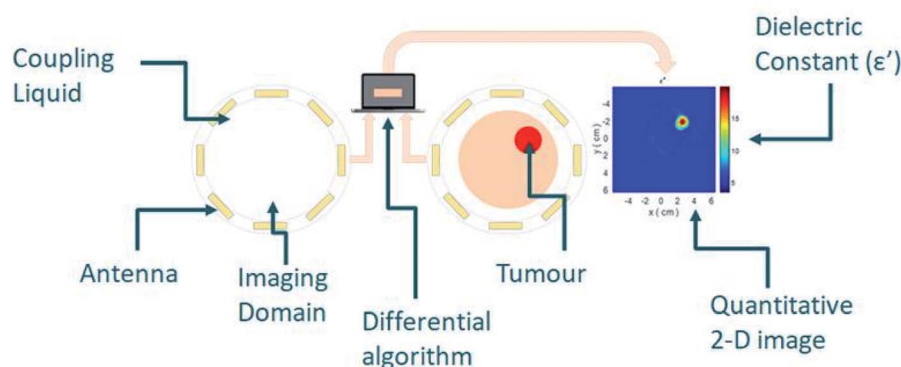 Coupling
Liquid
Dielectric
Constant (ε’)
ε'
-4
-2
0
2
4
6
y ( cm )
-4 -2 0 2 4 6
x ( cm )
15
10
5
Antenna
Imaging
Domain
Differential
algorithm
Tumour
Quantitative
2-D image